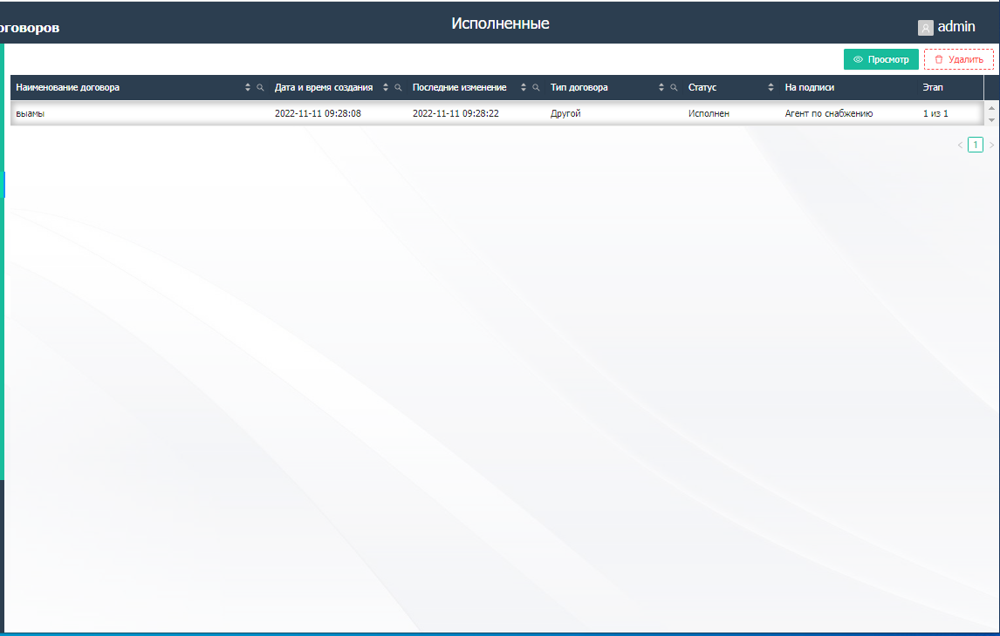 Исполненные
admin
Просмотр Удалить
Наименование договора Дата и время создания Последние изменение Тип договора Статус На подписи Этап
выамы 2022-11-11 09:28:08 2022-11-11 09:28:22 Другой Исполнен Агент по снабжению 1 из 1
< 1 >